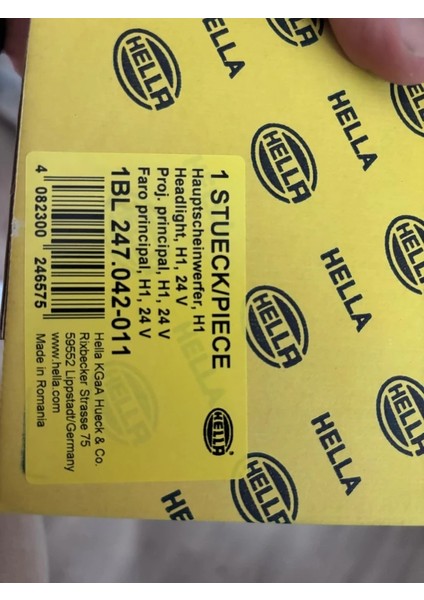 1 STUECK/PIECE
Hauptscheinwerfer, H1
Headlight, H1, 24 V
Proj. principal, H1, 24 V
Faro principal, H1, 24 V
1BL 247.042-011
4 082300 246575
HELLA
Hella KGaA Hueck & Co.
Rixbecker Strasse 75
59552 Lippstadt/Germany
www.hella.com
Made in Romania
HELLA
HELLA
HELLA
HELLA
HELLA
HELLA
HELLA
HELLA
HELLA
HELLA
HELLA